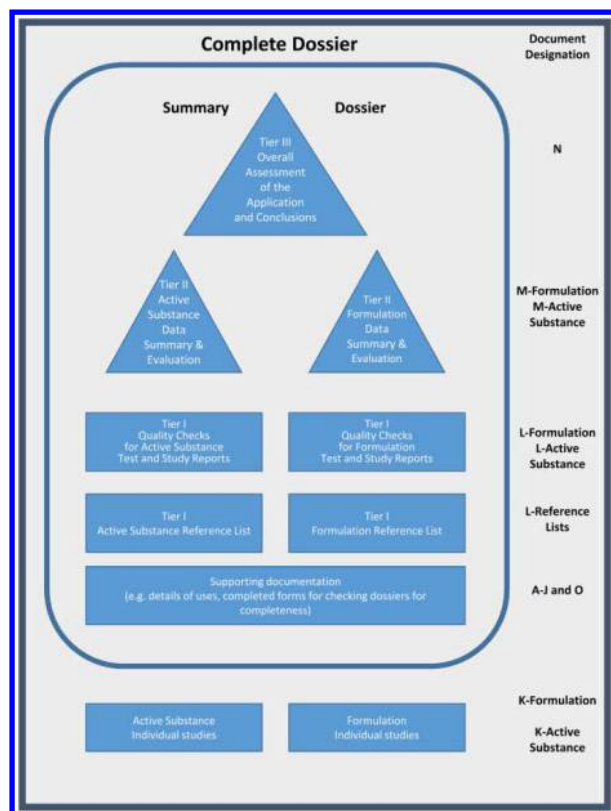 Complete Dossier
Document
Designation
Summary
Dossier
Tier III
Overall
Assessment
of the
Application
and Conclusions
N
Tier II
Active
Substance
Data
Summary &
Evaluation
Tier II
Formulation
Data
Summary &
Evaluation
M-Formulation
M-Active
Substance
Tier I
Quality Checks
for Active Substance
Test and Study Reports
Tier I
Quality Checks
for Formulation
Test and Study Reports
L-Formulation
L-Active
Substance
Tier I
Active Substance Reference List
Tier I
Formulation Reference List
L-Reference
Lists
Supporting documentation
(e.g. details of uses, completed forms for checking dossiers for
completeness)
A-J and O
Active Substance
Individual studies
Formulation
Individual studies
K-Formulation
K-Active
Substance